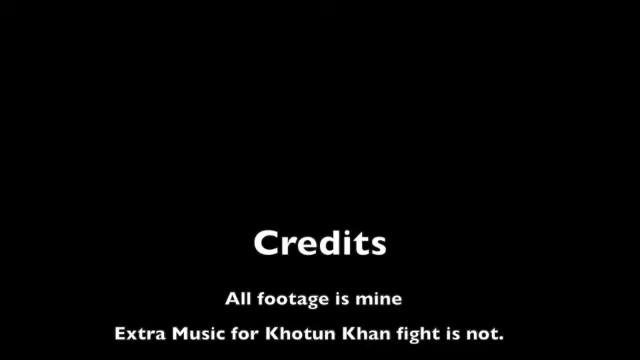 Credits
All footage is mine
Extra Music for Khotun Khan fight is not.